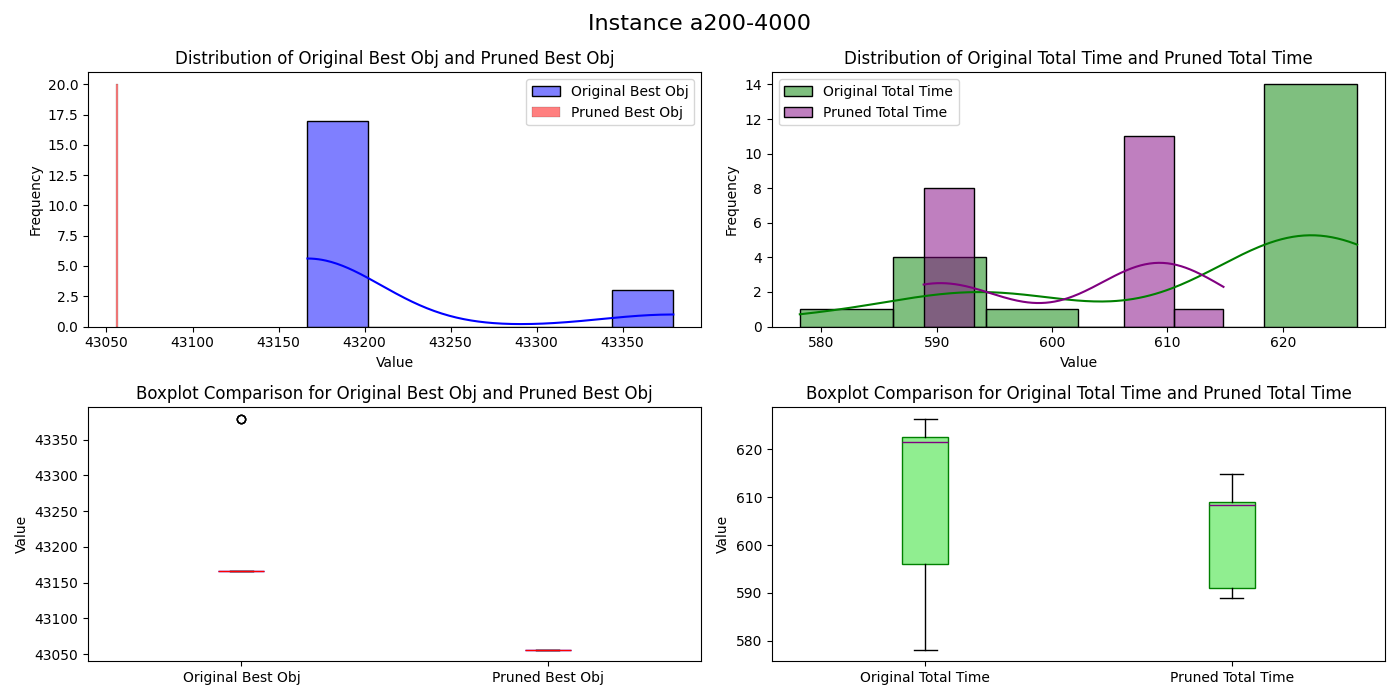 Instance a200-4000
Distribution of Original Best Obj and Pruned Best Obj
20.0
17.5
15.0
12.5
10.0
7.5
5.0
2.5
0.0
Frequency
Original Best Obj
Pruned Best Obj
43050
43100
43150
43200
43250
43300
43350
Value
Distribution of Original Total Time and Pruned Total Time
14
12
10
8
6
4
2
0
Frequency
Original Total Time
Pruned Total Time
580
590
600
610
620
Value
Boxplot Comparison for Original Best Obj and Pruned Best Obj
43350
43300
43250
43200
43150
43100
43050
Value
Original Best Obj
Pruned Best Obj
Boxplot Comparison for Original Total Time and Pruned Total Time
620
610
600
590
580
Value
Original Total Time
Pruned Total Time